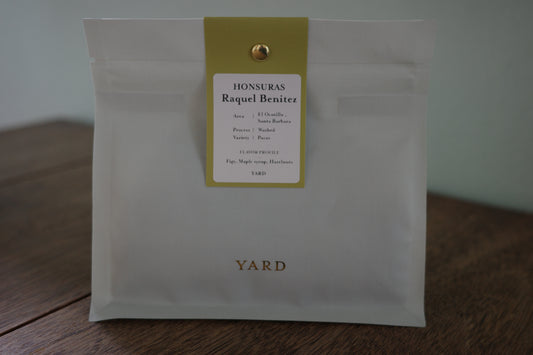 HONSURAS
Raquel Benitez
Area | El Ocotillo ,
Santa Barbara
Process | Washed
Variety | Pacas
FLAVOR PROFILE
Figs, Maple syrup, Hazelnuts
YARD
YARD